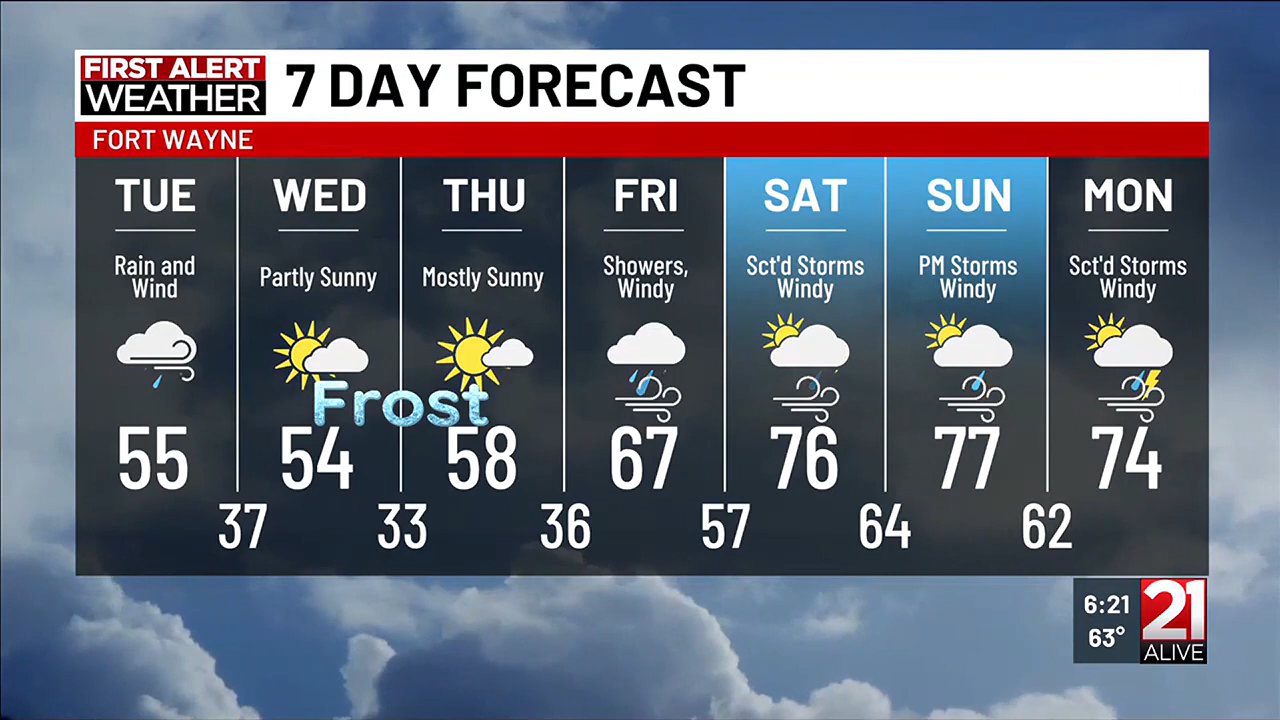 FIRST ALERT
WEATHER
7 DAY FORECAST
FORT WAYNE
TUE
Rain and
Wind
55
WED
Partly Sunny
54
THU
Mostly Sunny
58
Frost
FRI
Showers,
Windy
67
SAT
Sct'd Storms
Windy
76
SUN
PM Storms
Windy
77
MON
Sct'd Storms
Windy
74
37
33
36
57
64
62
6:21
63°
21
ALIVE